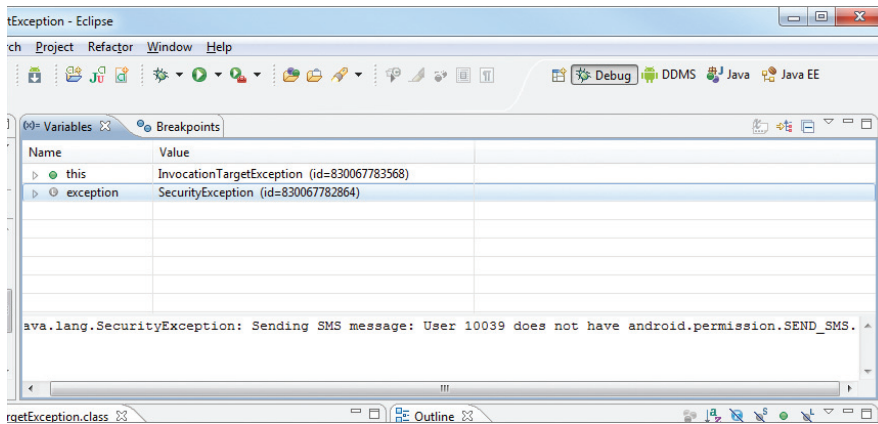 tException - Eclipse
rch Project Refactor Window Help
Debug DDMS Java Java EE
(x)= Variables Breakpoints
Name Value
this InvocationTargetException (id=830067783568)
exception SecurityException (id=830067782864)
ava.lang.SecurityException: Sending SMS message: User 10039 does not have android.permission.SEND_SMS.
rgetException.class Outline